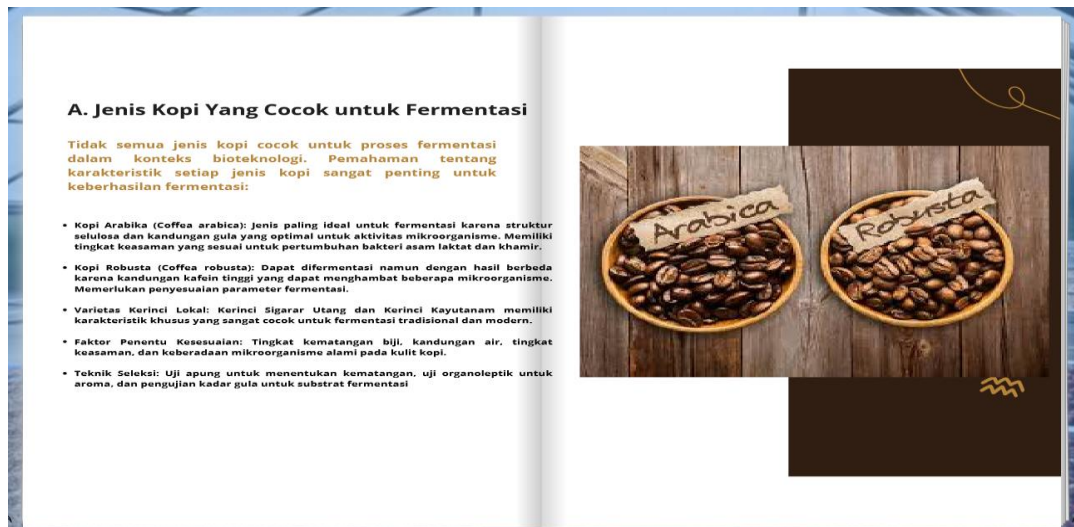 A. Jenis Kopi Yang Cocok untuk Fermentasi
Tidak semua jenis kopi cocok untuk proses fermentasi
dalam konteks bioteknologi. Pemahaman tentang
karakteristik setiap jenis kopi sangat penting untuk
keberhasilan fermentasi:
• Kopi Arabika (Coffea arabica): Jenis paling ideal untuk fermentasi karena struktur
selulosa dan kandungan gula yang optimal untuk aktivitas mikroorganisme. Memiliki
tingkat keasaman yang sesuai untuk pertumbuhan bakteri asam laktat dan khamir.
• Kopi Robusta (Coffea robusta): Dapat difermentasi namun dengan hasil berbeda
karena kandungan kafein tinggi yang dapat menghambat beberapa mikroorganisme.
Memerlukan penyesuaian parameter fermentasi.
• Varietas Kerinci Lokal: Kerinci Sigarar Utang dan Kerinci Kayutanam memiliki
karakteristik khusus yang sangat cocok untuk fermentasi tradisional dan modern.
• Faktor Penentu Kesesuaian: Tingkat kematangan biji, kandungan air, tingkat
keasaman, dan keberadaan mikroorganisme alami pada kulit kopi.
• Teknik Seleksi: Uji apung untuk menentukan kematangan, uji organoleptik untuk
aroma, dan pengujian kadar gula untuk substrat fermentasi
Arabica
Robusta